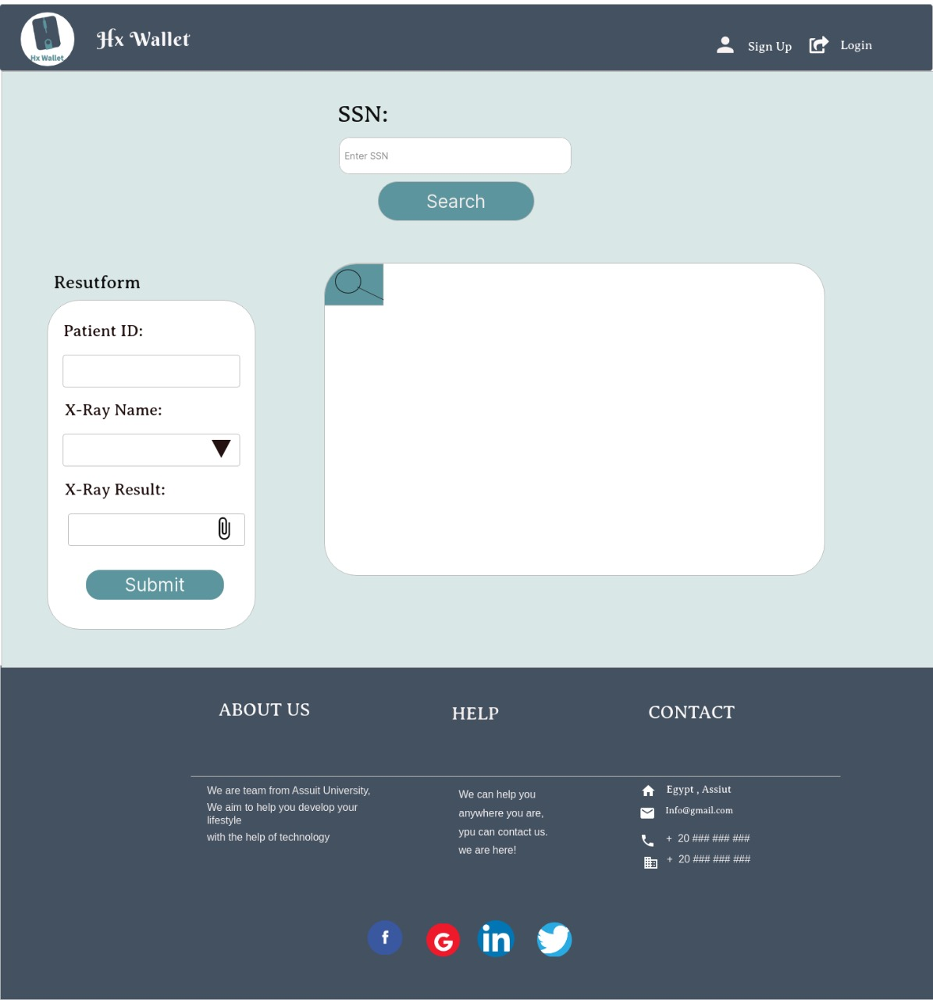 Hx Wallet
Hx Wallet
Sign Up
Login
SSN:
Enter SSN
Search
Resutform
Patient ID:
X-Ray Name:
X-Ray Result:
Submit
ABOUT US
HELP
CONTACT
We are team from Assuit University,
We aim to help you develop your
lifestyle
with the help of technology
We can help you
anywhere you are,
ypu can contact us.
we are here!
Egypt , Assiut
Info@gmail.com
+ 20 ### ### ###
+ 20 ### ### ###
f
G
in